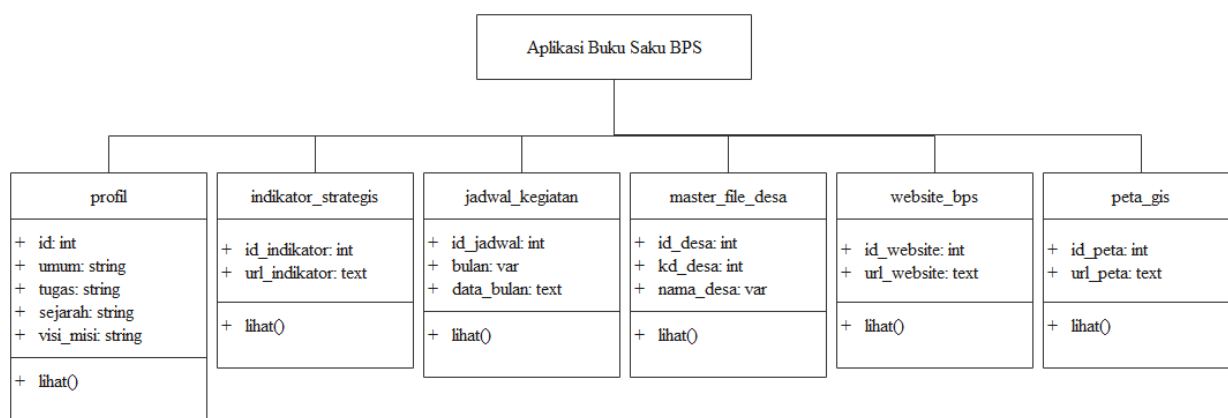 Aplikasi Buku Saku BPS
profil
+ id: int
+ umum: string
+ tugas: string
+ sejarah: string
+ visi_misi: string
+ lihat()
indikator_strategis
+ id_indikator: int
+ url_indikator: text
+ lihat()
jadwal_kegiatan
+ id_jadwal: int
+ bulan: var
+ data_bulan: text
+ lihat()
master_file_desa
+ id_desa: int
+ kd_desa: int
+ nama_desa: var
+ lihat()
website_bps
+ id_website: int
+ url_website: text
+ lihat()
peta_gis
+ id_peta: int
+ url_peta: text
+ lihat()